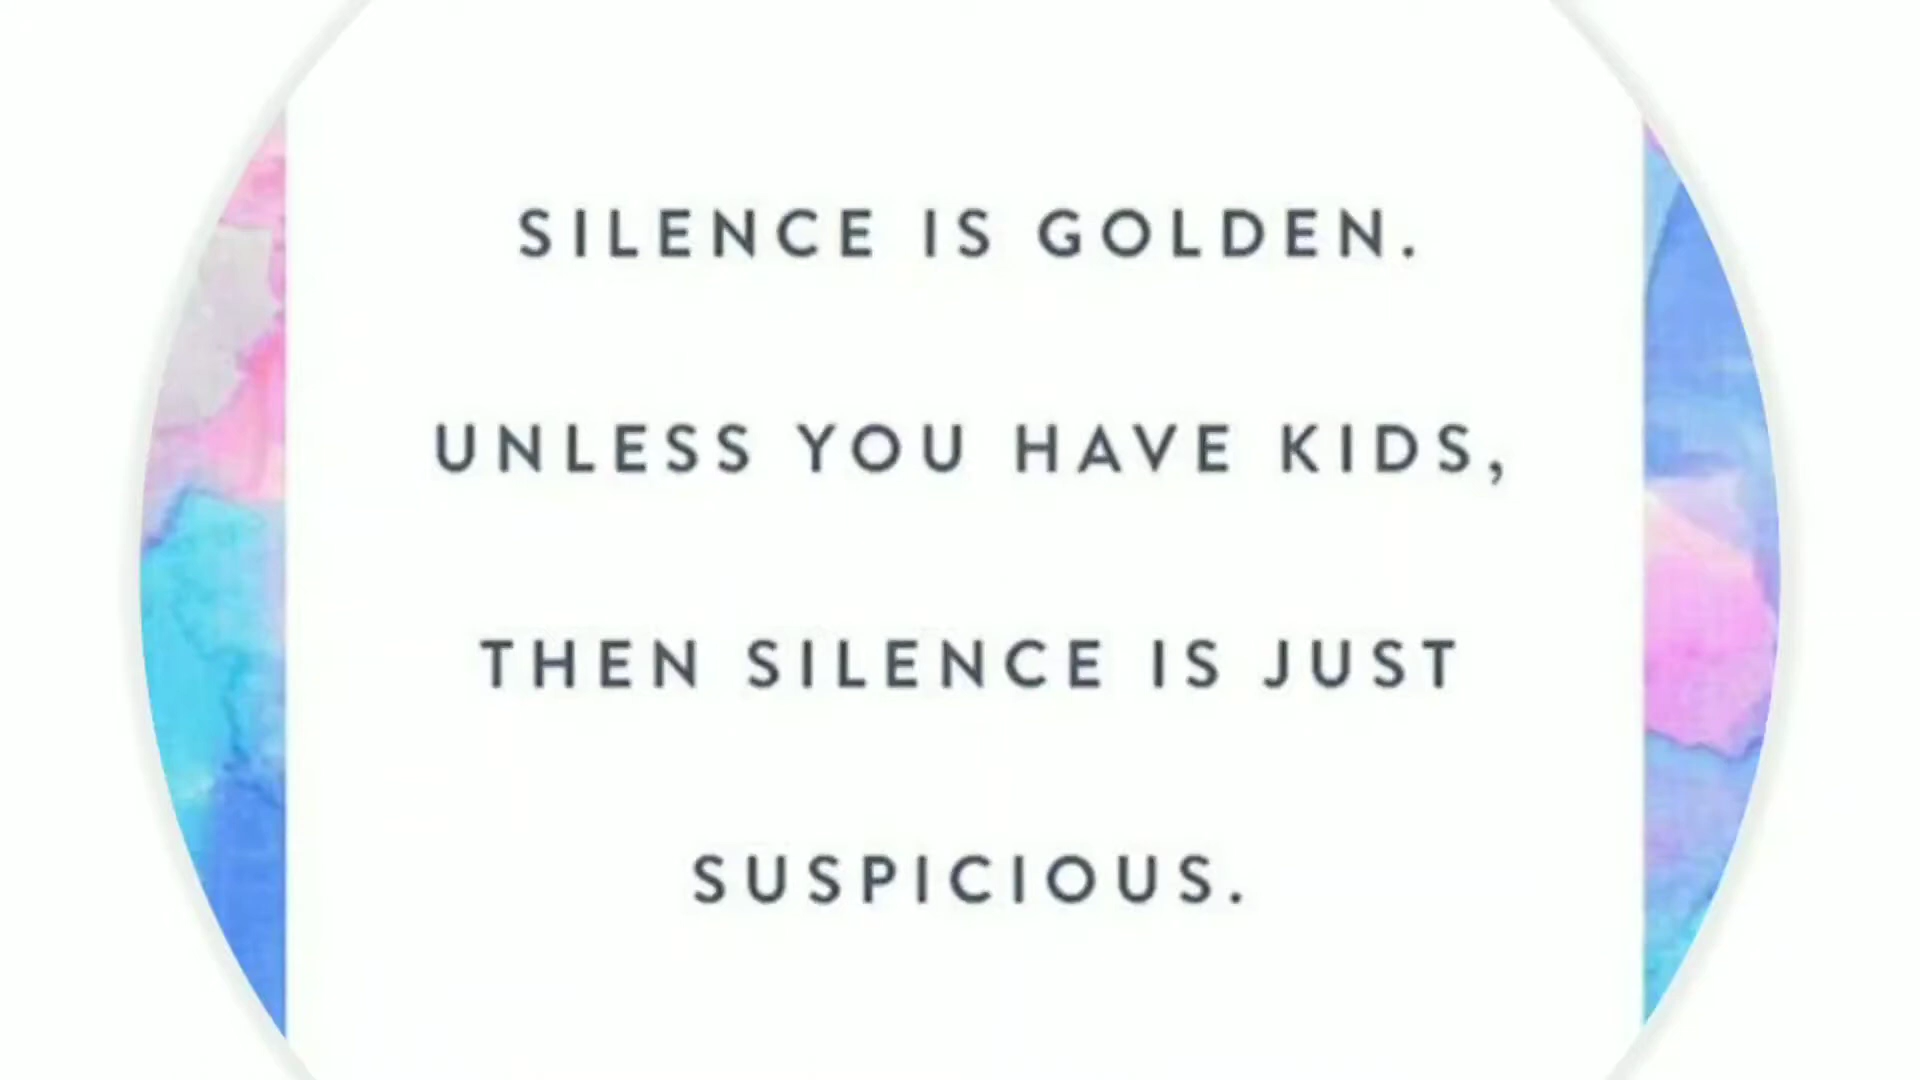 SILENCE IS GOLDEN.
UNLESS YOU HAVE KIDS,
THEN SILENCE IS JUST
SUSPICIOUS.